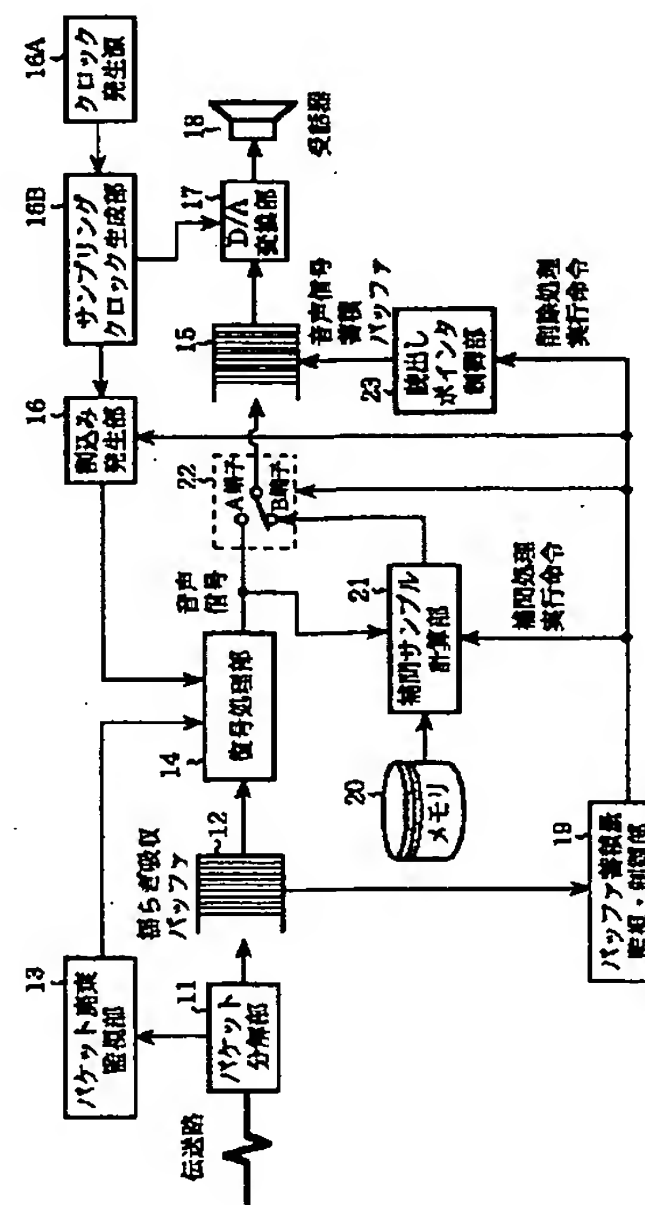 16A
クロック
発生源
16B
サンプリング
クロック生成部
16
割込み
発生部
13
パケット廃棄
監視部
伝送路
11
パケット
分解部
揺らぎ吸収
バッファ
12
14
復号処理部
音声
信号
22
A端子
B端子
15
音声信号
蓄積
バッファ
17
D/A
変換部
18
受話器
20
メモリ
21
補間サンプル
計算部
補間処理
実行命令
23
読出し
ポインタ
制御部
削除処理
実行命令
19
バッファ蓄積量
監視・制御部